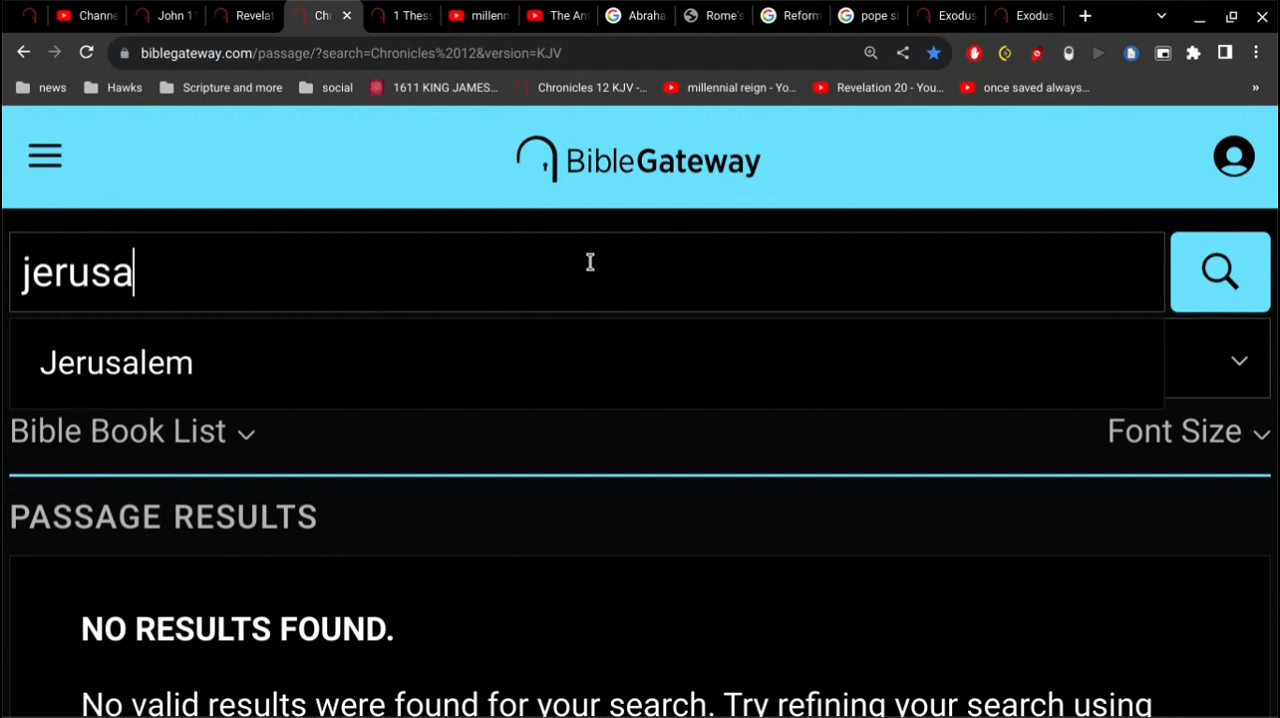 Channe John 1 Revelat Ch 1 Thes millenn The Ant Abraha Rome's Reform pope si Exodus Exodus
biblegateway.com/passage/?search=Chronicles%2012&version=KJV
news Hawks Scripture and more social 1611 KING JAMES... Chronicles 12 KJV -... millennial reign - Yo... Revelation 20 - You... once saved always... »
BibleGateway
jerusa
Jerusalem
Bible Book List Font Size
PASSAGE RESULTS
NO RESULTS FOUND.
No valid results were found for your search. Try refining your search using